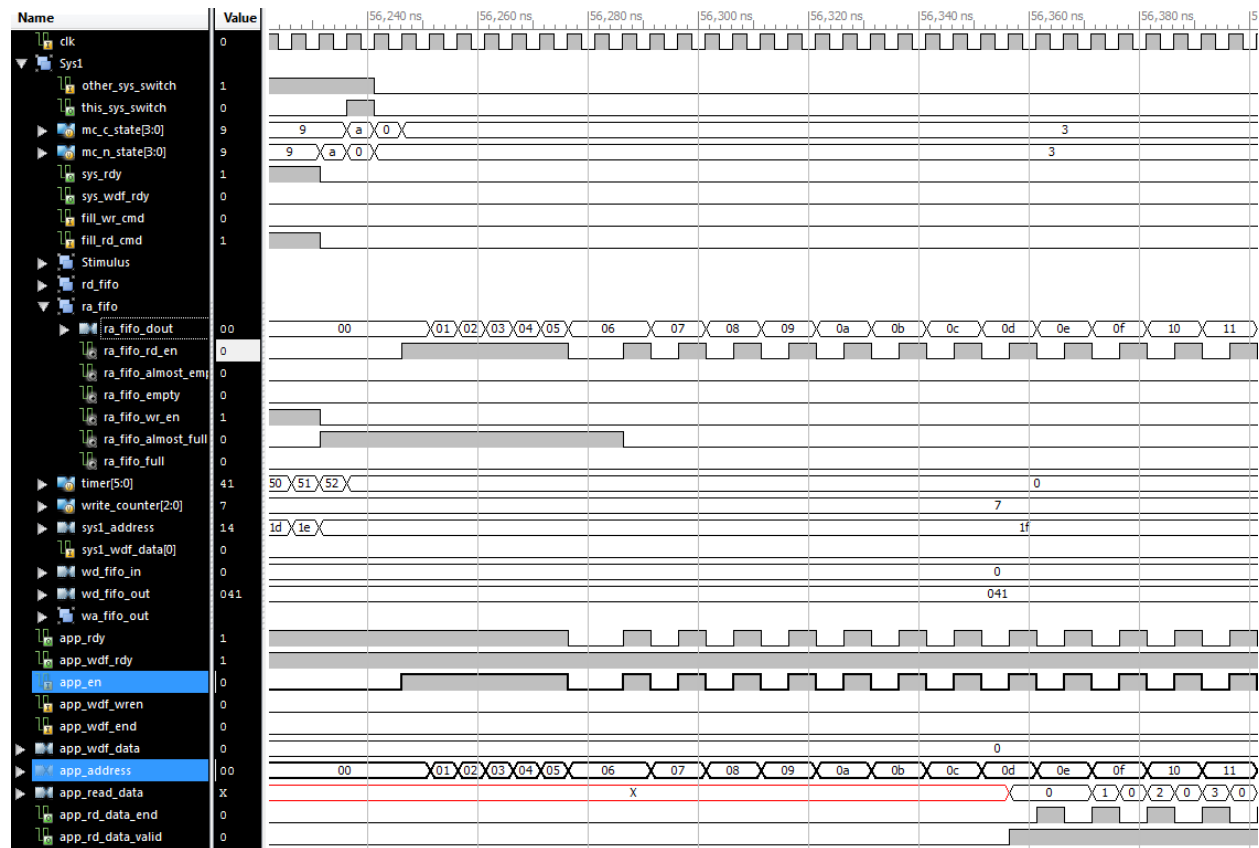 Name Value 56,240 ns 56,260 ns 56,280 ns 56,300 ns 56,320 ns 56,340 ns 56,360 ns 56,380 ns
clk 0
Sys1
other_sys_switch 1
this_sys_switch 0
mc_c_state[3:0] 9 9 a 0 3
mc_n_state[3:0] 9 9 a 0 3
sys_rdy 1
sys_wdf_rdy 0
fill_wr_cmd 0
fill_rd_cmd 1
Stimulus
rd_fifo
ra_fifo
ra_fifo_dout 00 00 01 02 03 04 05 06 07 08 09 0a 0b 0c 0d 0e 0f 10 11
ra_fifo_rd_en 0
ra_fifo_almost_emp 0
ra_fifo_empty 0
ra_fifo_wr_en 1
ra_fifo_almost_full 0
ra_fifo_full 0
timer[5:0] 41 50 51 52 0
write_counter[2:0] 7 7
sys1_address 14 1d 1e 1f
sys1_wdf_data[0] 0
wd_fifo_in 0 0
wd_fifo_out 041 041
wa_fifo_out
app_rdy 1
app_wdf_rdy 1
app_en 0
app_wdf_wren 0
app_wdf_end 0
app_wdf_data 0 0
app_address 00 00 01 02 03 04 05 06 07 08 09 0a 0b 0c 0d 0e 0f 10 11
app_read_data X X 0 1 0 2 0 3 0
app_rd_data_end 0
app_rd_data_valid 0